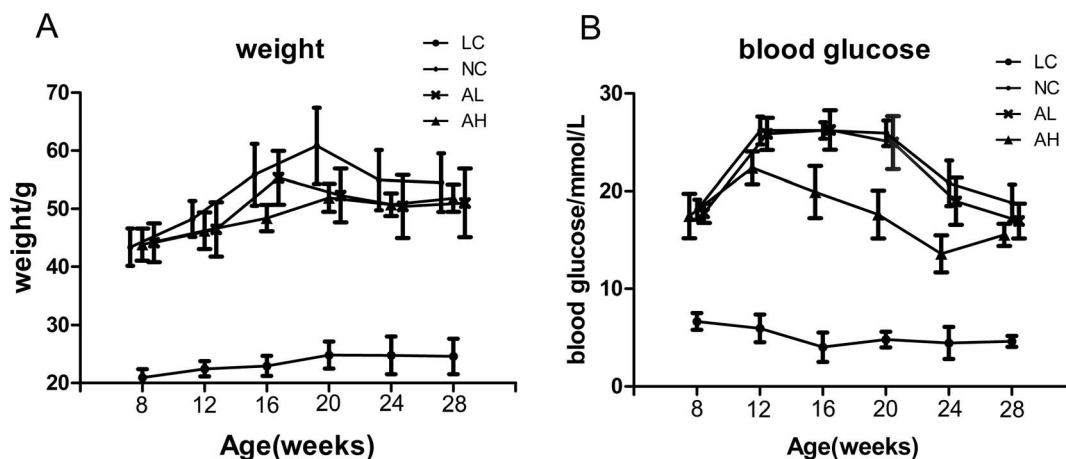 A
weight
LC
NC
AL
AH
70
60
50
40
30
20
weight/g
8 12 16 20 24 28
Age(weeks)
B
blood glucose
LC
NC
AL
AH
30
20
10
0
blood glucose/mmol/L
8 12 16 20 24 28
Age(weeks)